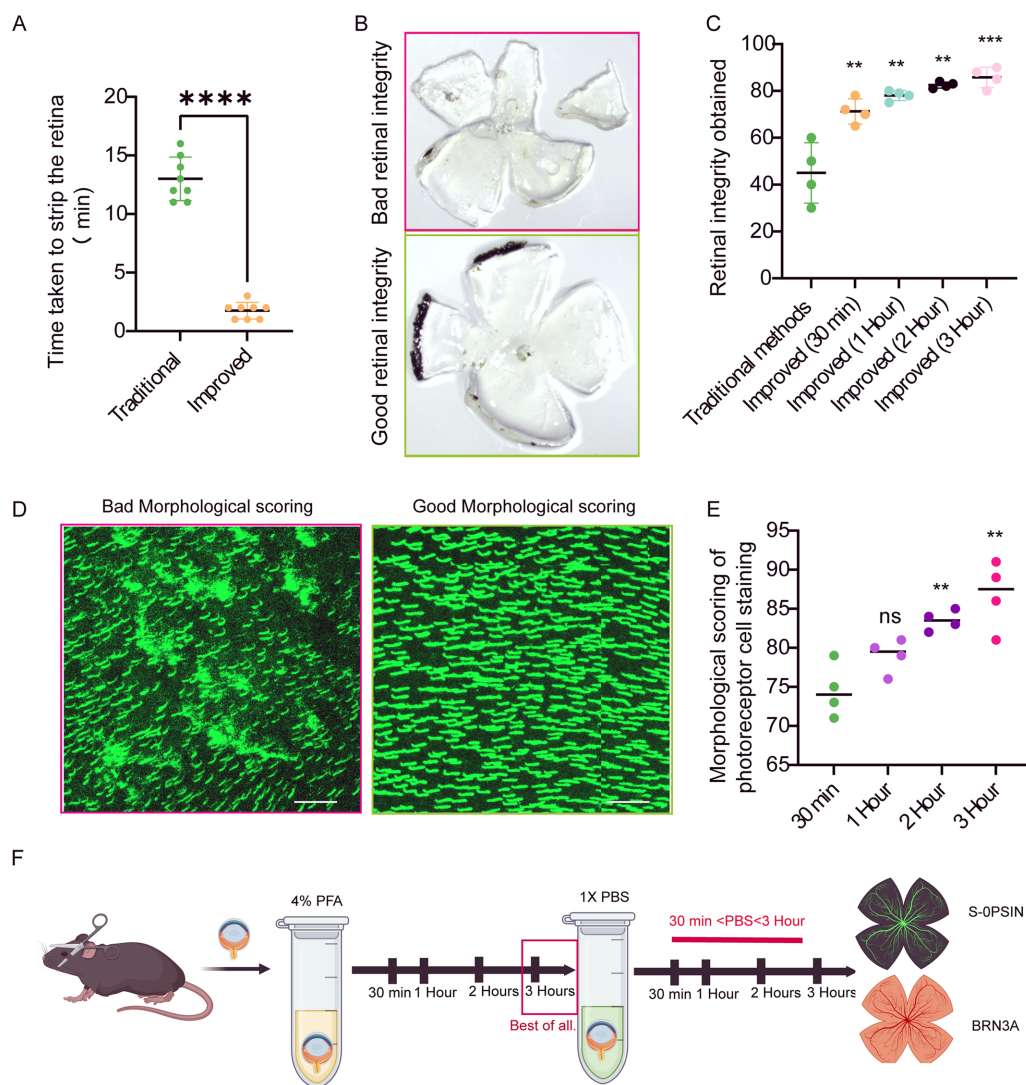 A
Time taken to strip the retina
( min)
20
15
10
5
0
****
Traditional
Improved
B
Bad retinal integrity
Good retinal integrity
C
Retinal integrity obtained
100
80
60
40
20
0
**
**
**
***
Traditional methods
Improved (30 min)
Improved (1 Hour)
Improved (2 Hour)
Improved (3 Hour)
D
Bad Morphological scoring
Good Morphological scoring
E
Morphological scoring of
photoreceptor cell staining
95
90
85
80
75
70
65
ns
**
**
30 min
1 Hour
2 Hour
3 Hour
F
4% PFA
30 min
1 Hour
2 Hours
3 Hours
Best of all.
1X PBS
30 min <PBS<3 Hour
30 min
1 Hour
2 Hours
3 Hours
S-0PSIN
BRN3A